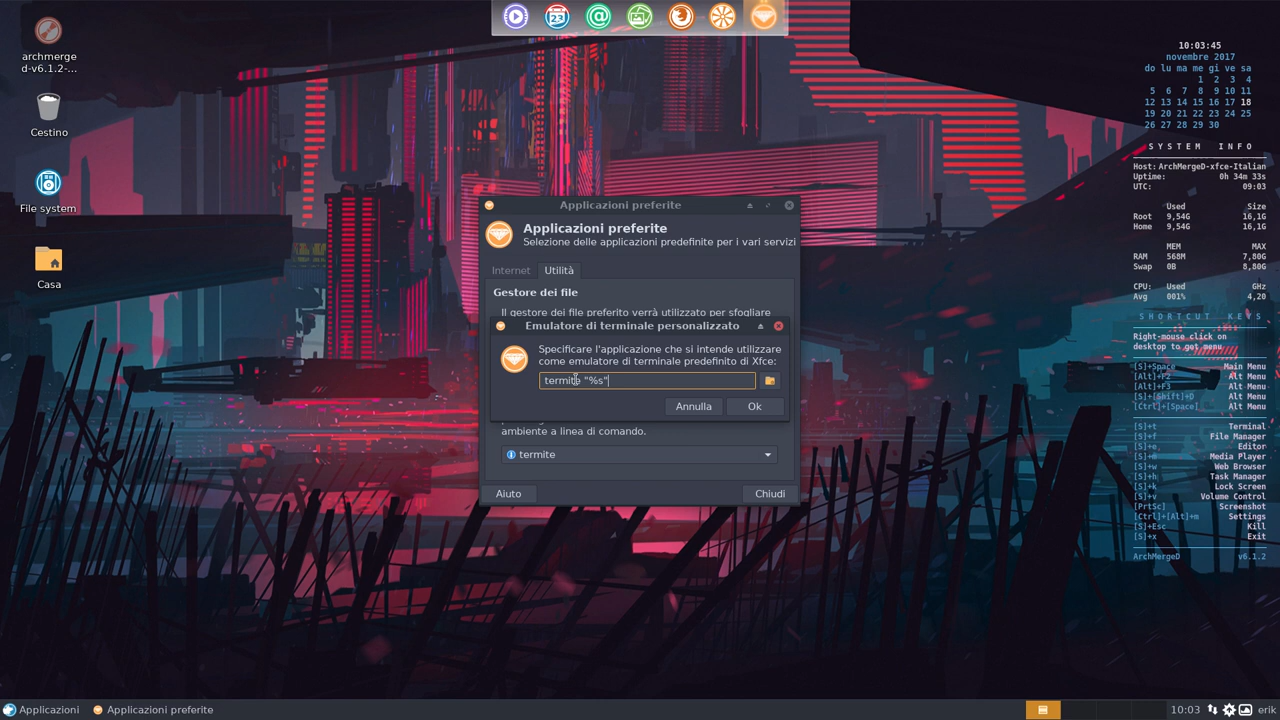 archmerge
d-v6.1.2-...
Cestino
File system
Casa
23
Applicazioni preferite
Applicazioni preferite
Selezione delle applicazioni predefinite per i vari servizi
Internet
Utilità
Gestore dei file
Il gestore dei file preferito verrà utilizzato per sfogliare
Emulatore di terminale personalizzato
Specificare l'applicazione che si intende utilizzare
come emulatore di terminale predefinito di Xfce:
termite "%s"
Annulla
Ok
ambiente a linea di comando.
termite
Aiuto
Chiudi
10:03:45
novembre 2017
do lu ma me gi ve sa
1 2 3 4
5 6 7 8 9 10 11
12 13 14 15 16 17 18
19 20 21 22 23 24 25
26 27 28 29 30
SYSTEM INFO
Host: ArchMergeD-xfce-Italian
Uptime: 0h 34m 33s
UTC: 09:03
Used Size
Root 4,54G 16,1G
Home 4,54G 16,1G
MEM MAX
RAM 568M 7,80G
Swap 0B 8,80G
CPU: Used GHz
Avg 001% 4,20
SHORTCUT KEYS
Right-mouse click on
desktop to get menu
[S]+Space Main Menu
[Alt]+F2 Alt Menu
[Alt]+F3 Alt Menu
[S]+[Shift]+D Alt Menu
[Ctrl]+[Space] Alt Menu
[S]+t Terminal
[S]+f File Manager
[S]+e Editor
[S]+m Media Player
[S]+w Web Browser
[S]+h Task Manager
[S]+k Lock Screen
[S]+v Volume Control
[PrtSc] Screenshot
[Ctrl]+[Alt]+m Settings
[S]+Esc Kill
[S]+x Exit
ArchMergeD v6.1.2
Applicazioni
Applicazioni preferite
10:03
erik